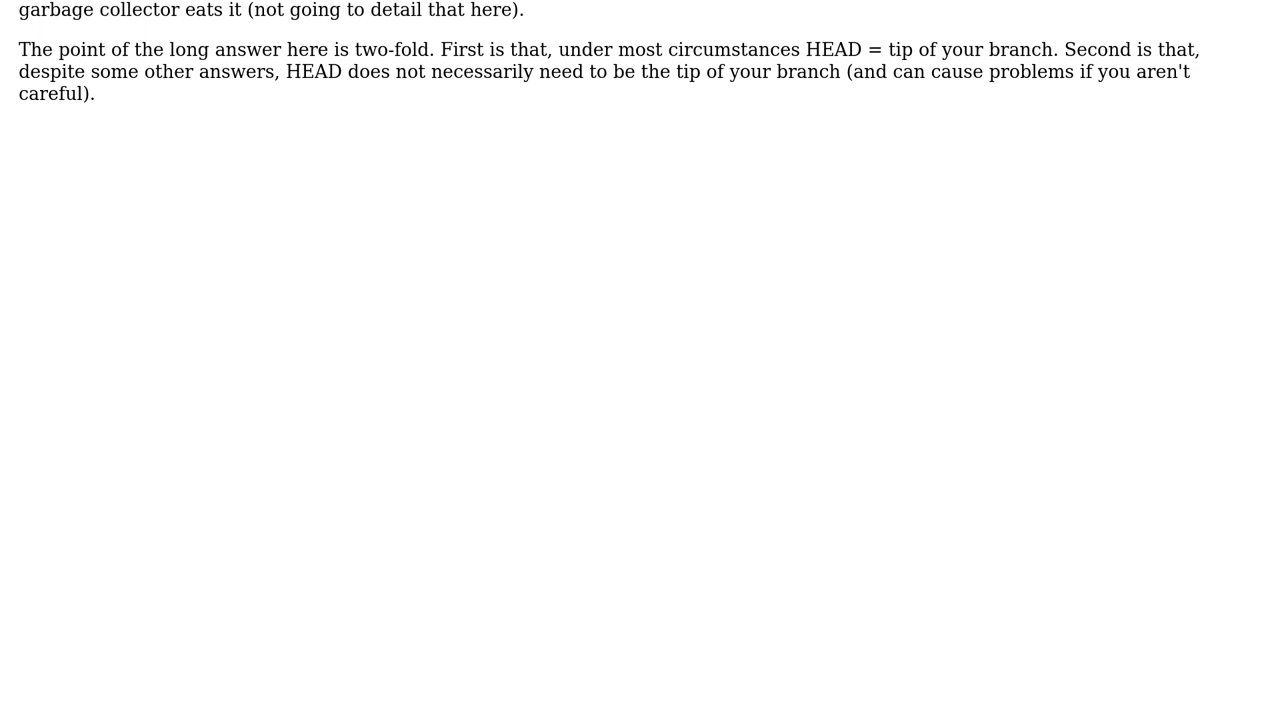 garbage collector eats it (not going to detail that here).
The point of the long answer here is two-fold. First is that, under most circumstances HEAD = tip of your branch. Second is that,
despite some other answers, HEAD does not necessarily need to be the tip of your branch (and can cause problems if you aren't
careful).